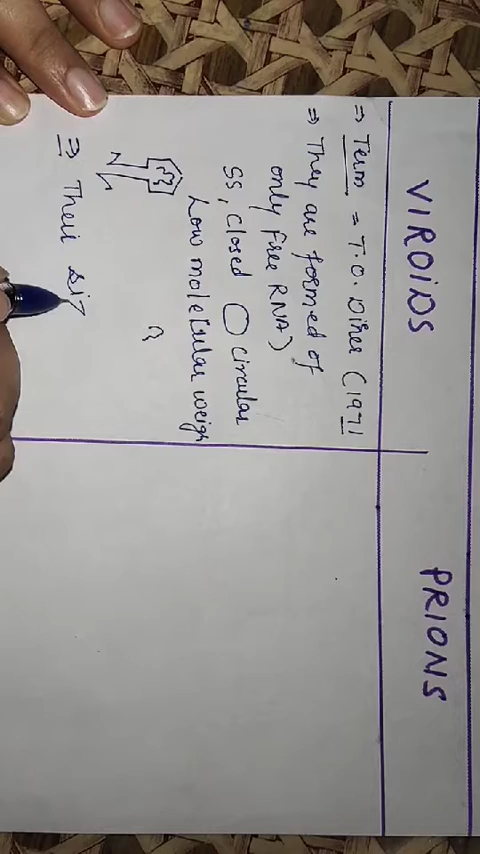 VIROIDS
PRIONS
⇒ Term = T.O. Diner (1971
⇒ They are formed of
only free RNA)
SS, closed circular
Low molecular weigh
⇒ Their siz